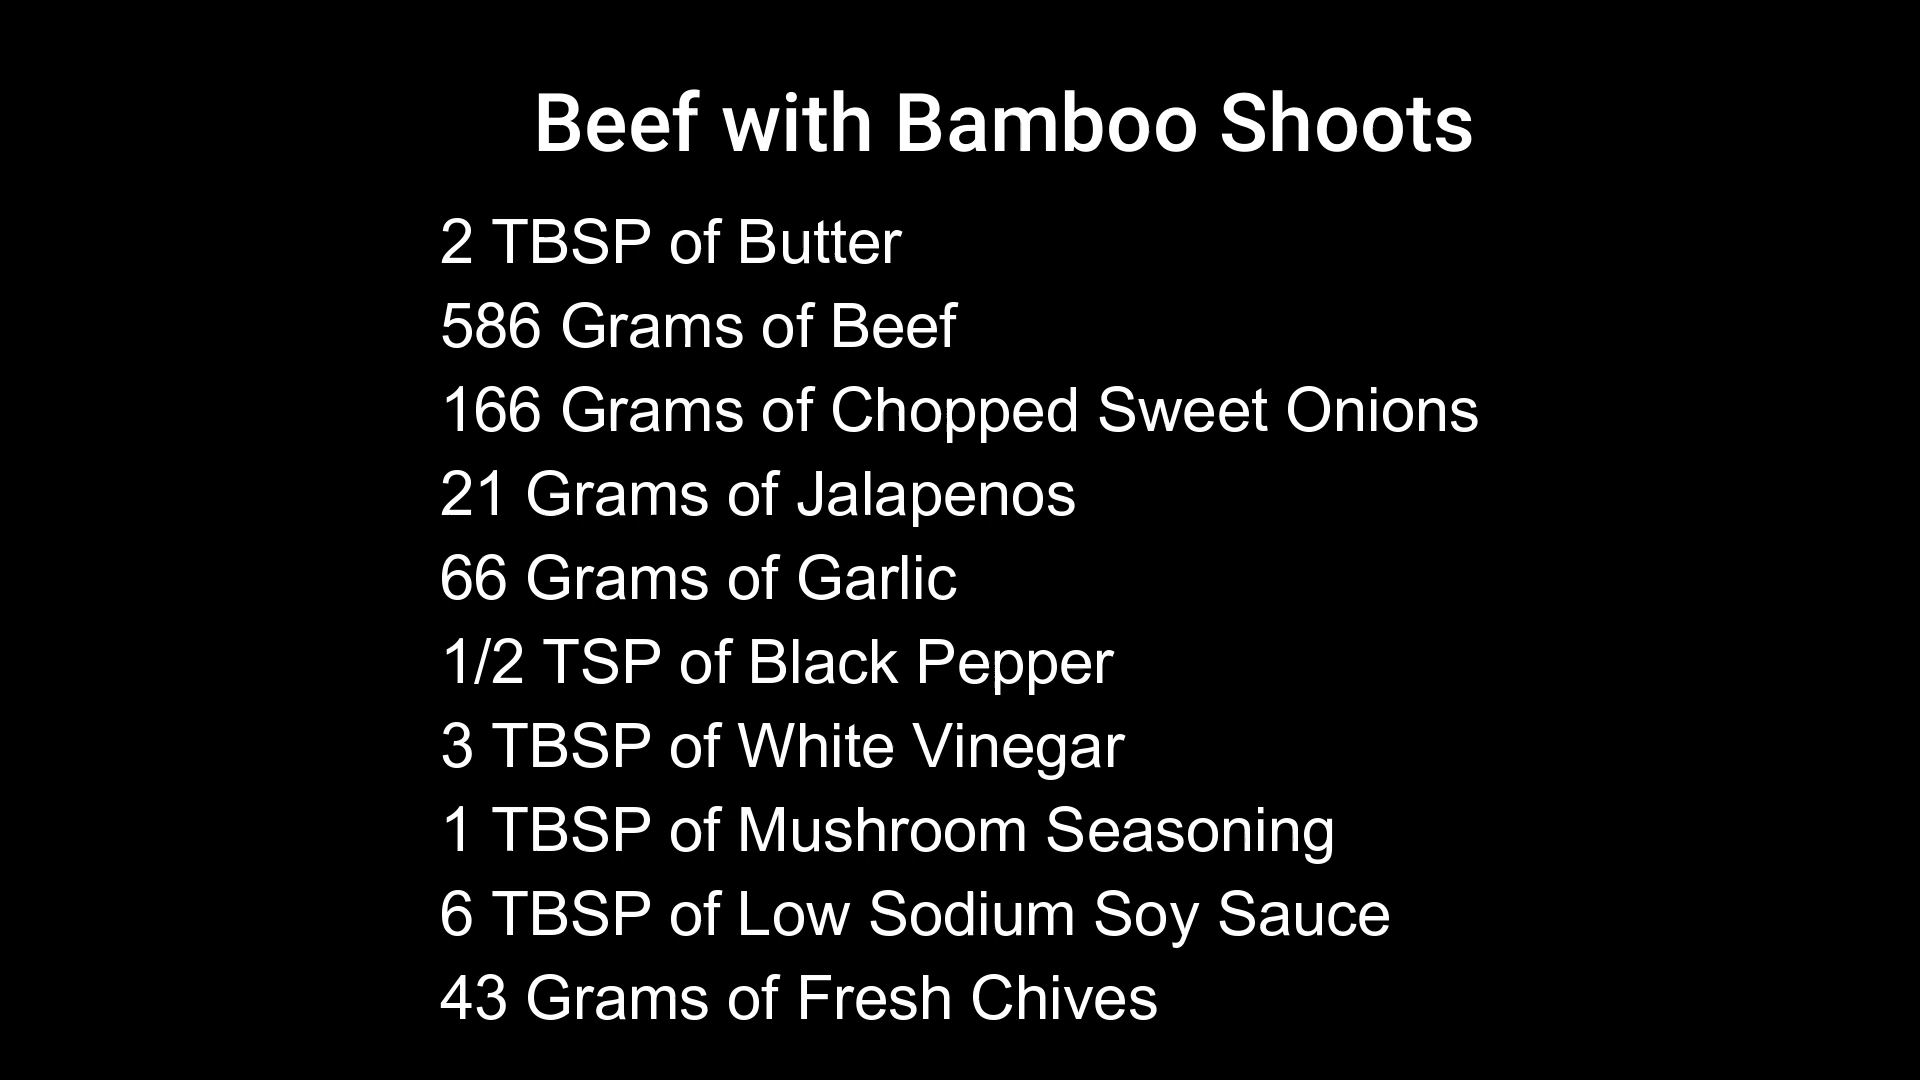 Beef with Bamboo Shoots
2 TBSP of Butter
586 Grams of Beef
166 Grams of Chopped Sweet Onions
21 Grams of Jalapenos
66 Grams of Garlic
1/2 TSP of Black Pepper
3 TBSP of White Vinegar
1 TBSP of Mushroom Seasoning
6 TBSP of Low Sodium Soy Sauce
43 Grams of Fresh Chives